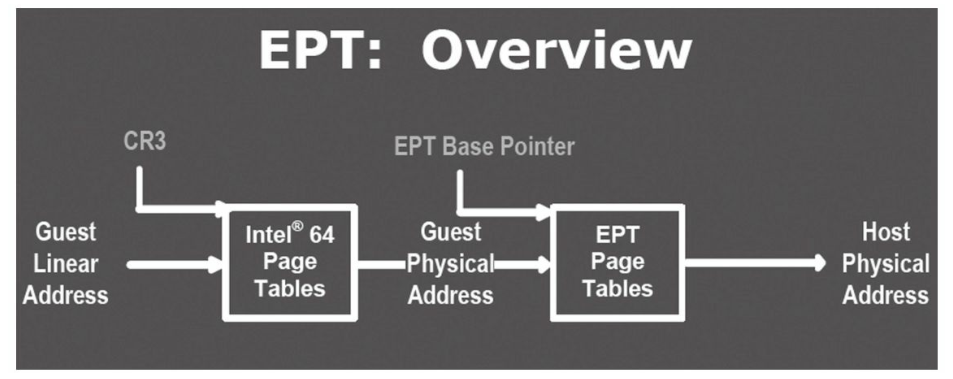 EPT: Overview
CR3
EPT Base Pointer
Guest
Linear
Address
Intel® 64
Page
Tables
Guest
Physical
Address
EPT
Page
Tables
Host
Physical
Address